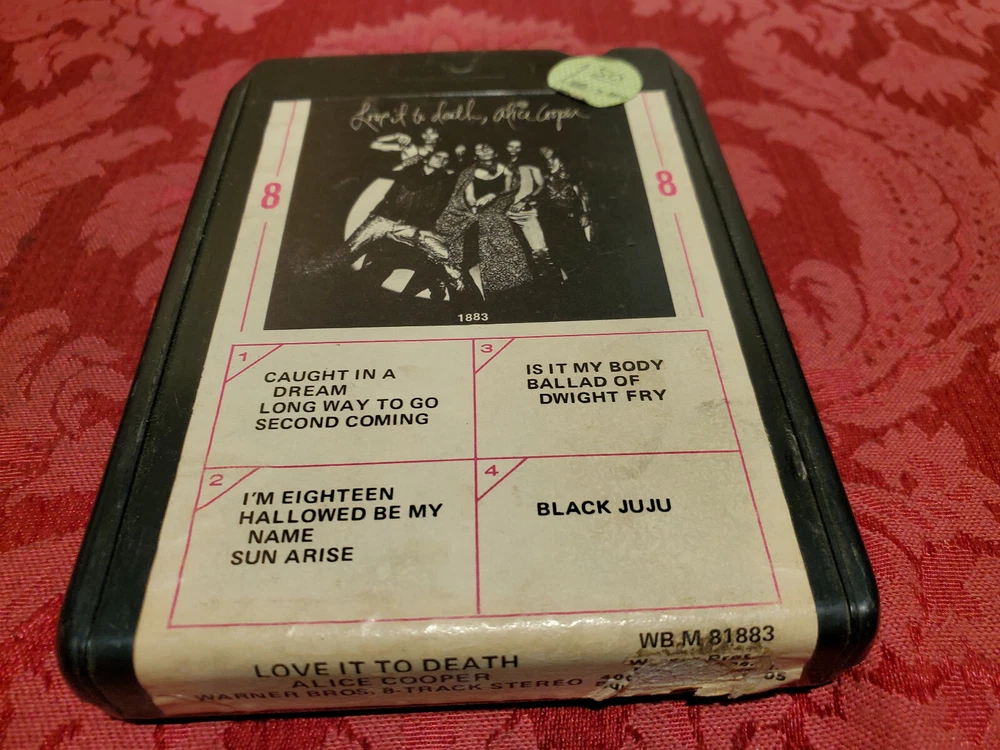 Love it to death, Alice Cooper
8
8
1883
1
CAUGHT IN A
DREAM
LONG WAY TO GO
SECOND COMING
3
IS IT MY BODY
BALLAD OF
DWIGHT FRY
2
I'M EIGHTEEN
HALLOWED BE MY
NAME
SUN ARISE
4
BLACK JUJU
WB M 81883
LOVE IT TO DEATH
ALICE COOPER
WARNER BROS. 8-TRACK STEREO